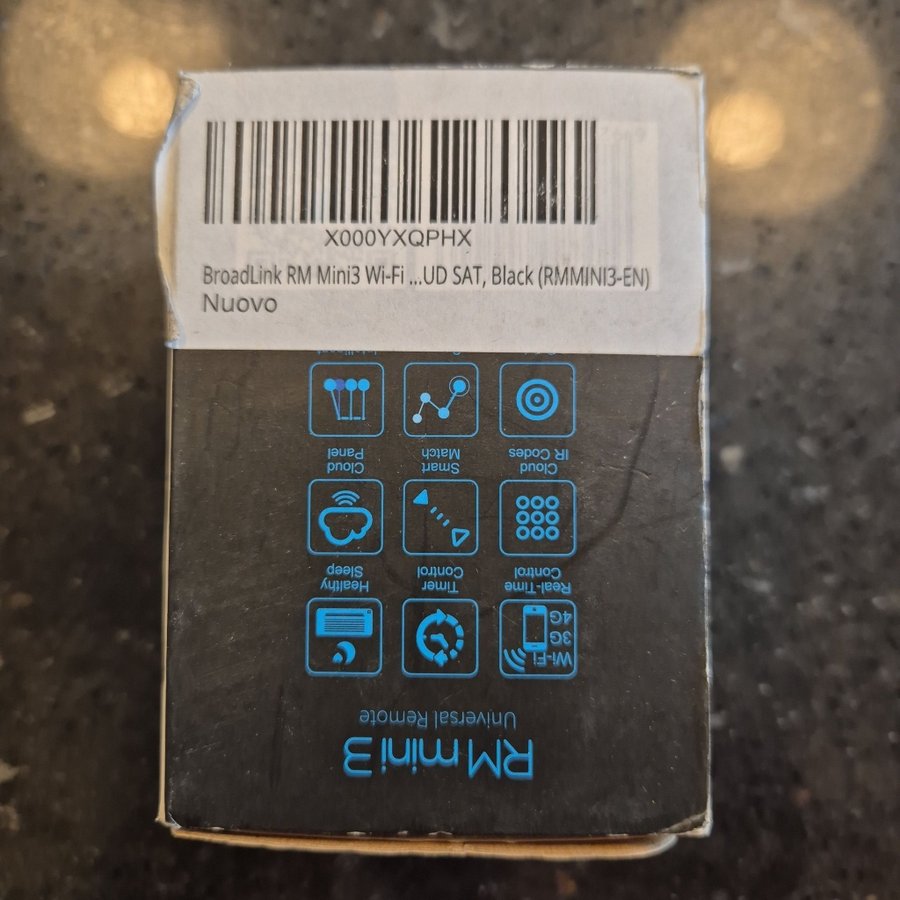 X000YXQPHX
BroadLink RM Mini3 Wi-Fi ...UD SAT, Black (RMMINI3-EN)
Nuovo
RM mini 3
Universal Remote
Wi-Fi
3G
4G
Real-Time
Control
Timer
Control
Healthy
Sleep
Cloud
IR Codes
Smart
Match
Cloud
Panel